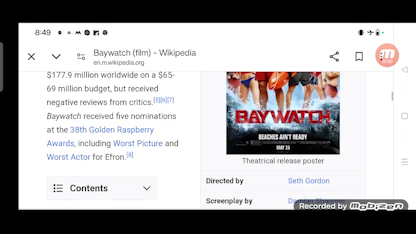 8:49
Baywatch (film) - Wikipedia
en.m.wikipedia.org
$177.9 million worldwide on a $65-
69 million budget, but received
negative reviews from critics.[5][6][7]
Baywatch received five nominations
at the 38th Golden Raspberry
Awards, including Worst Picture and
Worst Actor for Efron.[8]
Contents
BAYWATCH
BEACHES AIN'T READY
MAY 25
Theatrical release poster
Directed by Seth Gordon
Screenplay by
Recorded by Mobizen